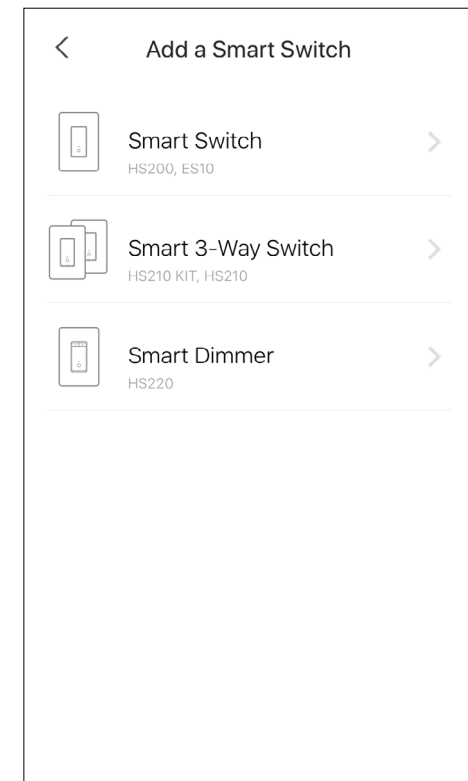 Add a Smart Switch
Smart Switch
HS200, ES10
Smart 3-Way Switch
HS210 KIT, HS210
Smart Dimmer
HS220